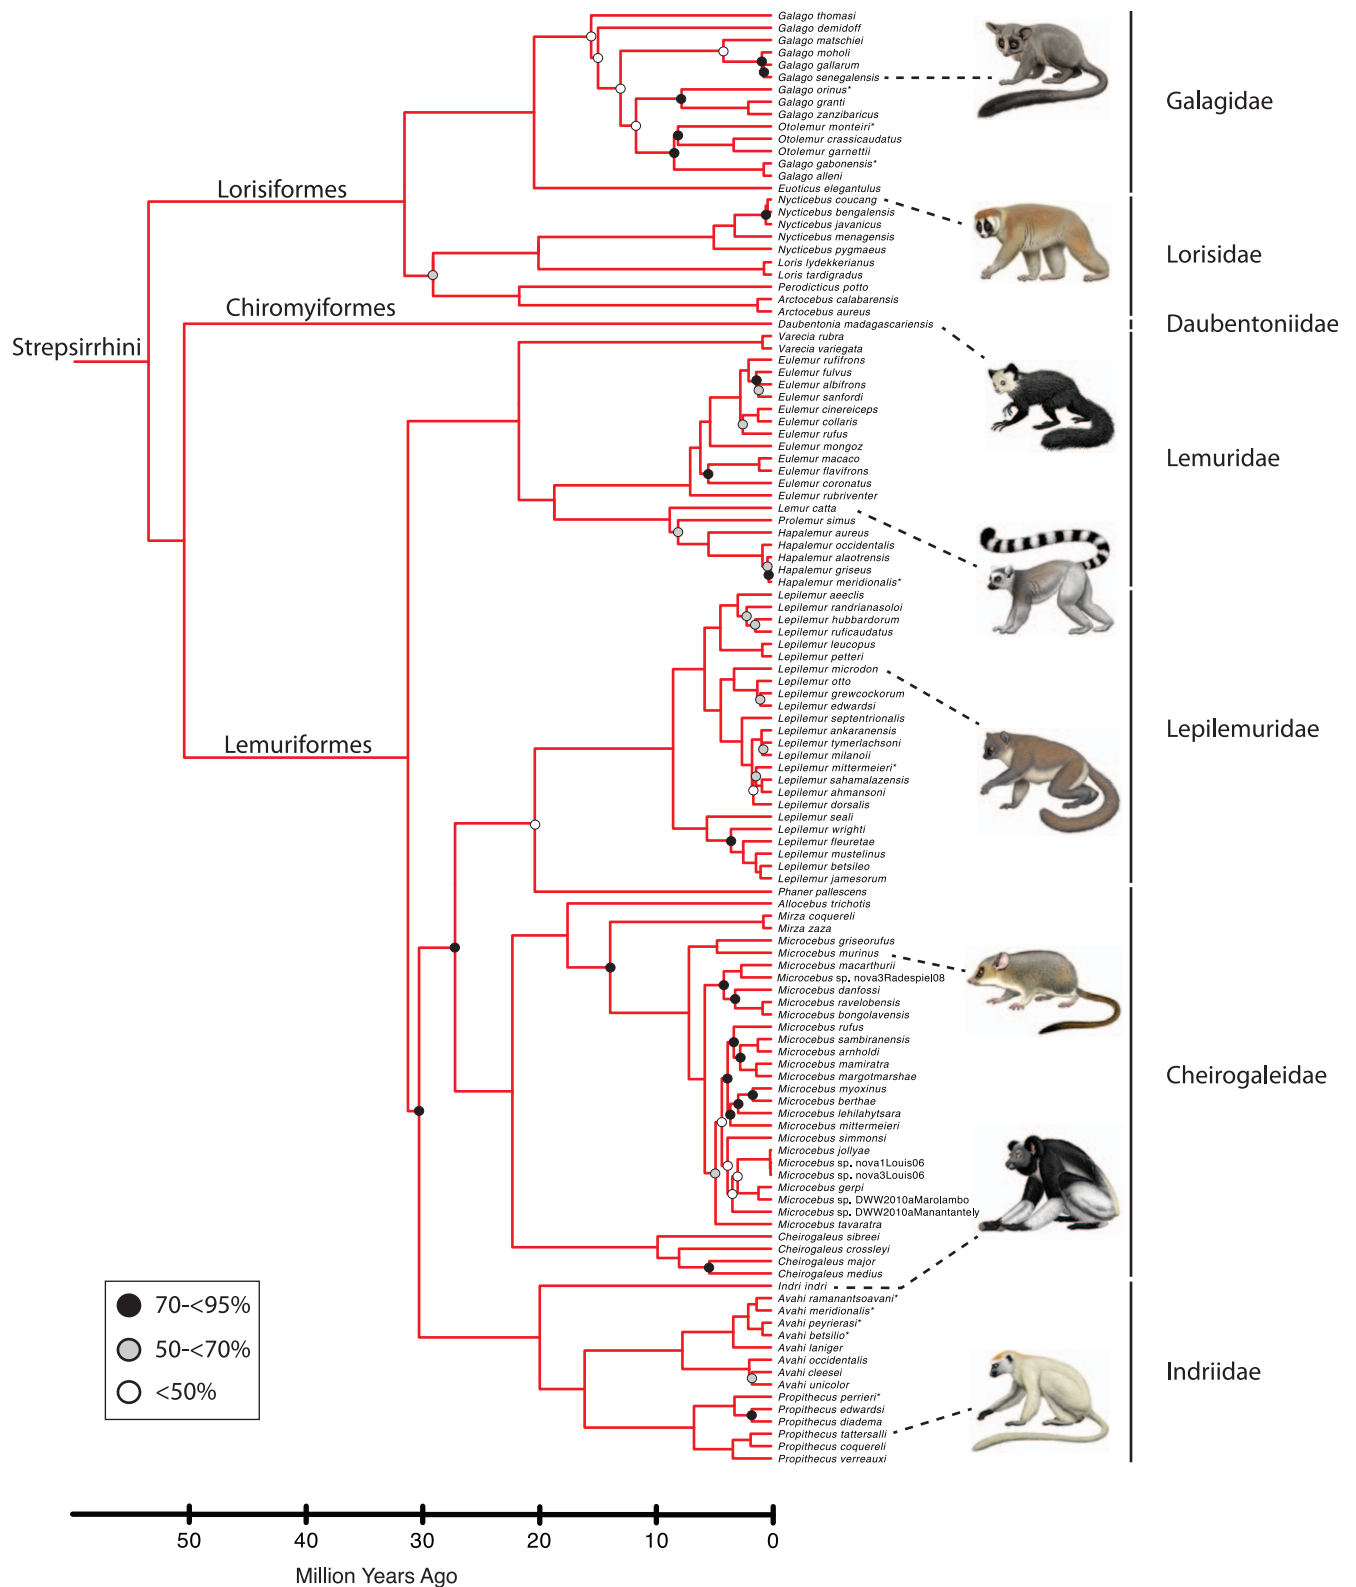 Galago thomasi
Galago demidoff
Galago matschiei
Galago moholi
Galago gallarum
Galago senegalensis
Galago orinus*
Galago granti
Galago zanzibaricus
Otolemur monteiri*
Otolemur crassicaudatus
Otolemur garnettii
Galago gabonensis*
Galago alleni
Euoticus elegantulus
Galagidae
Lorisiformes
Nycticebus coucang
Nycticebus bengalensis
Nycticebus javanicus
Nycticebus menagensis
Nycticebus pygmaeus
Loris lydekkerianus
Loris tardigradus
Perodicticus potto
Arctocebus calabarensis
Arctocebus aureus
Lorisidae
Chiromyiformes
Daubentonia madagascariensis
Daubentoniidae
Strepsirrhini
Varecia rubra
Varecia variegata
Eulemur rufifrons
Eulemur fulvus
Eulemur albifrons
Eulemur sanfordi
Eulemur cinereiceps
Eulemur collaris
Eulemur rufus
Eulemur mongoz
Eulemur macaco
Eulemur flavifrons
Eulemur coronatus
Eulemur rubriventer
Lemur catta
Prolemur simus
Hapalemur aureus
Hapalemur occidentalis
Hapalemur alaotrensis
Hapalemur griseus
Hapalemur meridionalis*
Lemuridae
Lepilemur aeeclis
Lepilemur randrianasoloi
Lepilemur hubbardorum
Lepilemur ruficaudatus
Lepilemur leucopus
Lepilemur petteri
Lepilemur microdon
Lepilemur otto
Lepilemur grewcockorum
Lepilemur edwardsi
Lepilemur septentrionalis
Lepilemur ankaranensis
Lepilemur tymerlachsoni
Lepilemur milanoii
Lepilemur mittermeieri*
Lepilemur sahamalazensis
Lepilemur ahmansoni
Lepilemur dorsalis
Lepilemur seali
Lepilemur wrighti
Lepilemur fleuretae
Lepilemur mustelinus
Lepilemur betsileo
Lepilemur jamesorum
Lepilemuridae
Lemuriformes
Phaner pallescens
Allocebus trichotis
Mirza coquereli
Mirza zaza
Microcebus griseorufus
Microcebus murinus
Microcebus macarthurii
Microcebus sp. nova3Radespiel08
Microcebus danfossi
Microcebus ravelobensis
Microcebus bongolavensis
Microcebus rufus
Microcebus sambiranensis
Microcebus arnholdi
Microcebus mamiratra
Microcebus margotmarshae
Microcebus myoxinus
Microcebus berthae
Microcebus lehilahytsara
Microcebus mittermeieri
Microcebus simmonsi
Microcebus jollyae
Microcebus sp. nova1Louis06
Microcebus sp. nova3Louis06
Microcebus gerpi
Microcebus sp. DWW2010aMarolambo
Microcebus sp. DWW2010aManantantely
Microcebus tavaratra
Cheirogaleus sibreei
Cheirogaleus crossleyi
Cheirogaleus major
Cheirogaleus medius
Cheirogaleidae
Indri indri
Avahi ramanantsoavani*
Avahi meridionalis*
Avahi peyrierasi*
Avahi betsilio*
Avahi laniger
Avahi occidentalis
Avahi cleesei
Avahi unicolor
Propithecus perrieri*
Propithecus edwardsi
Propithecus diadema
Propithecus tattersalli
Propithecus coquereli
Propithecus verreauxi
Indriidae
70-<95%
50-<70%
<50%
50 40 30 20 10 0
Million Years Ago